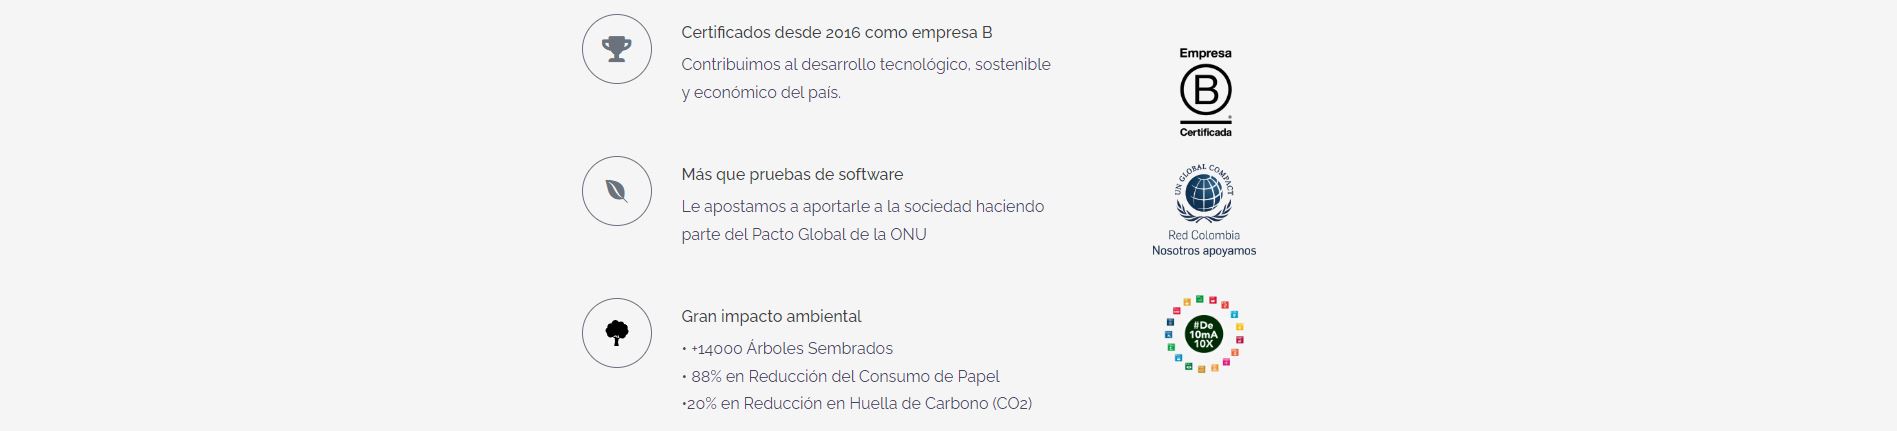 Certificados desde 2016 como empresa B
Contribuimos al desarrollo tecnológico, sostenible
y económico del país.
Empresa
B
®
Certificada
Más que pruebas de software
Le apostamos a aportarle a la sociedad haciendo
parte del Pacto Global de la ONU
UN GLOBAL COMPACT
Red Colombia
Nosotros apoyamos
Gran impacto ambiental
• +14000 Árboles Sembrados
• 88% en Reducción del Consumo de Papel
•20% en Reducción en Huella de Carbono (CO2)
#De
10mA
10X